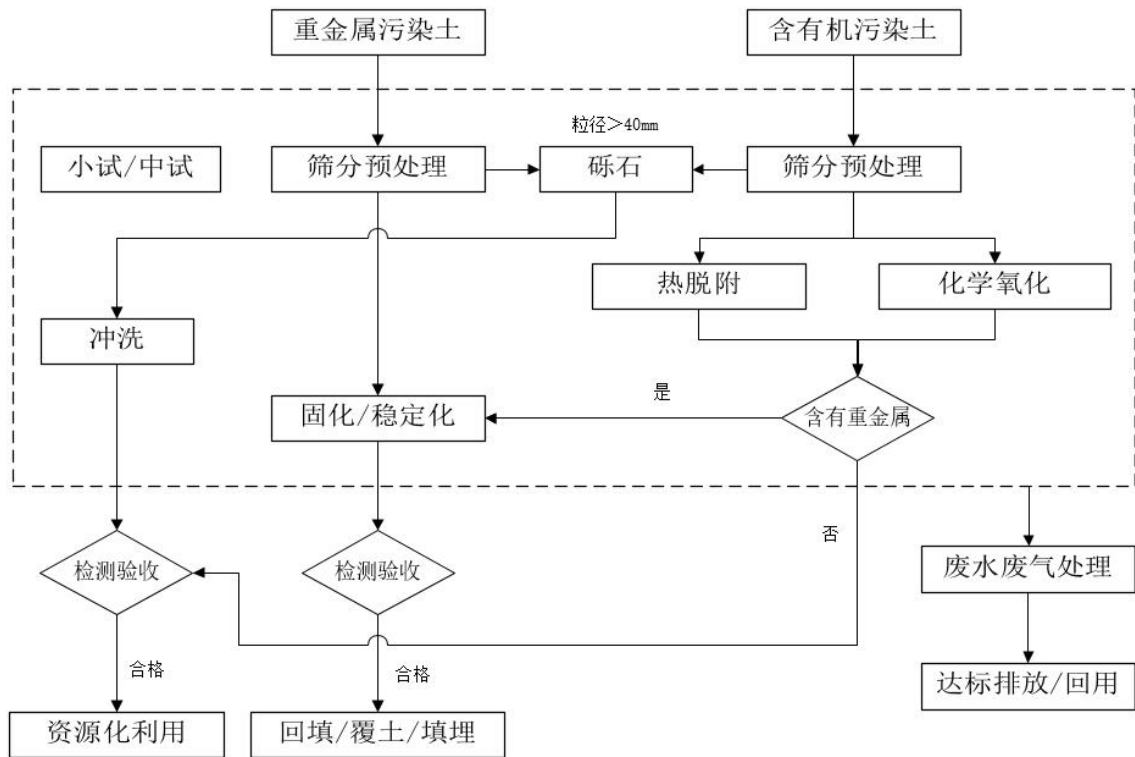 重金属污染土
含有机污染土
粒径＞40mm
小试/中试
筛分预处理
砾石
筛分预处理
热脱附
化学氧化
冲洗
是
固化/稳定化
含有重金属
否
检测验收
检测验收
废水废气处理
合格
合格
达标排放/回用
资源化利用
回填/覆土/填埋